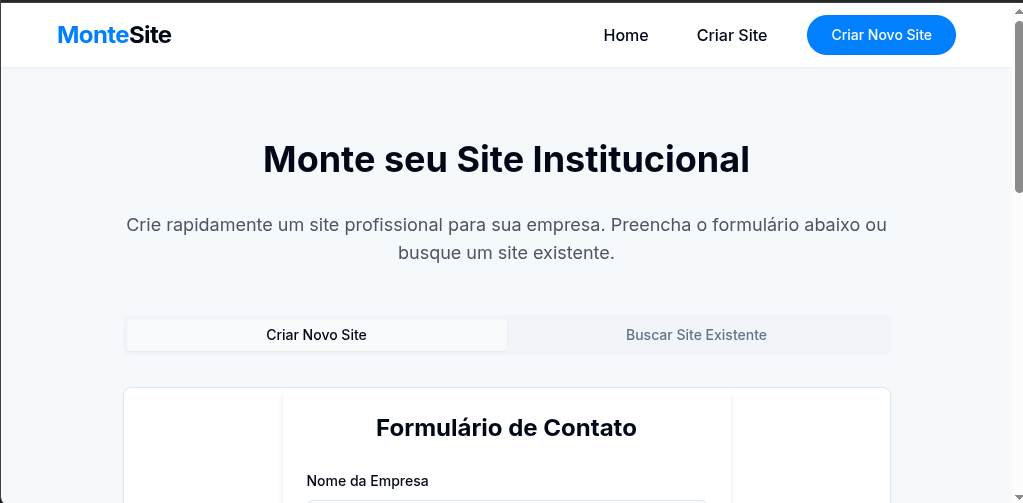 MonteSite
Home
Criar Site
Criar Novo Site
Monte seu Site Institucional
Crie rapidamente um site profissional para sua empresa. Preencha o formulário abaixo ou
busque um site existente.
Criar Novo Site
Buscar Site Existente
Formulário de Contato
Nome da Empresa